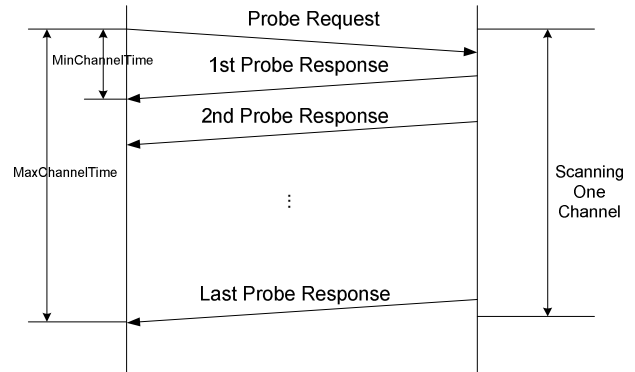 Probe Request
MinChannelTime
1st Probe Response
2nd Probe Response
MaxChannelTime
Scanning
One
Channel
...
Last Probe Response